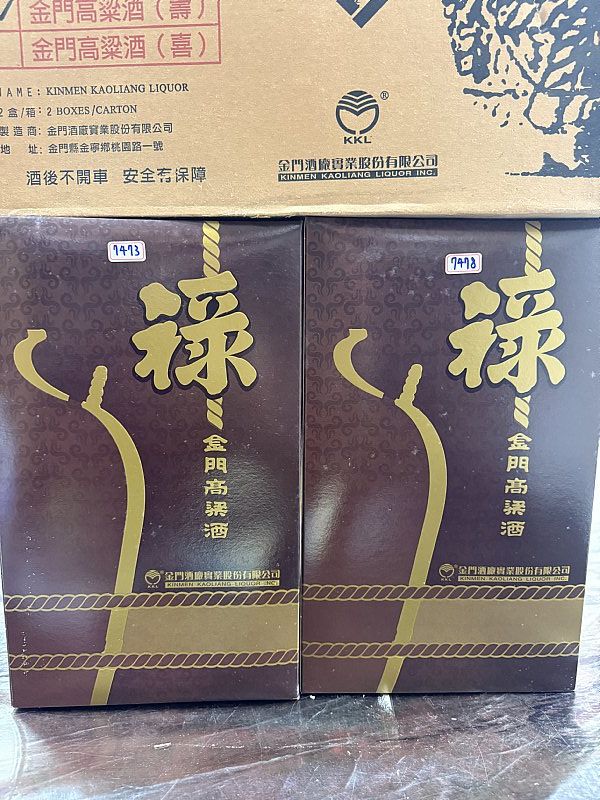 金門高粱酒（壽）
金門高粱酒（喜）
NAME: KINMEN KAOLIANG LIQUOR
2盒/箱: 2 BOXES/CARTON
製造商: 金門酒廠實業股份有限公司
地 址: 金門縣金寧鄉桃園路一號
酒後不開車 安全有保障
®
KKL
金門酒廠實業股份有限公司
KINMEN KAOLIANG LIQUOR INC.
7473
祿
金門高粱酒
KKL
金門酒廠實業股份有限公司
KINMEN KAOLIANG LIQUOR INC.
7478
祿
金門高粱酒
KKL
金門酒廠實業股份有限公司
KINMEN KAOLIANG LIQUOR INC.